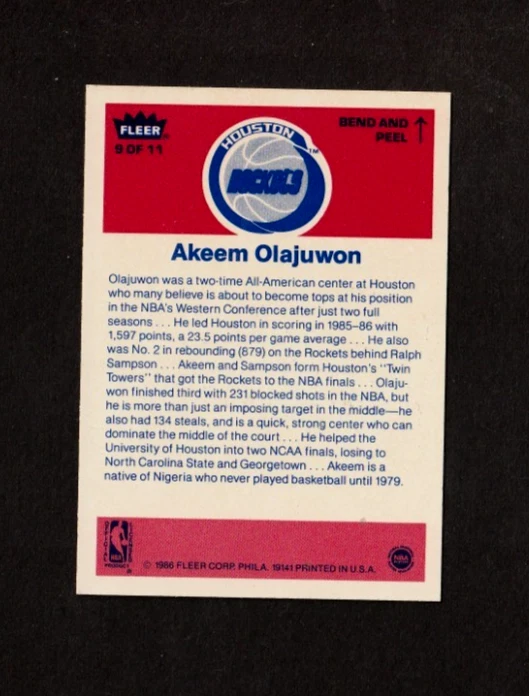 FLEER
9 OF 11
HOUSTON
ROCKETS
TM
BEND AND
PEEL
Akeem Olajuwon
Olajuwon was a two-time All-American center at Houston
who many believe is about to become tops at his position
in the NBA's Western Conference after just two full
seasons . . . He led Houston in scoring in 1985-86 with
1,597 points, a 23.5 points per game average . . . He also
was No. 2 in rebounding (879) on the Rockets behind Ralph
Sampson . . . Akeem and Sampson form Houston's "Twin
Towers" that got the Rockets to the NBA finals . . . Olaju-
won finished third with 231 blocked shots in the NBA, but
he is more than just an imposing target in the middle—he
also had 134 steals, and is a quick, strong center who can
dominate the middle of the court . . . He helped the
University of Houston into two NCAA finals, losing to
North Carolina State and Georgetown . . . Akeem is a
native of Nigeria who never played basketball until 1979.
OFFICIAL
NBA
PRODUCT
© 1986 FLEER CORP. PHILA. 19141 PRINTED IN U.S.A.
NBA